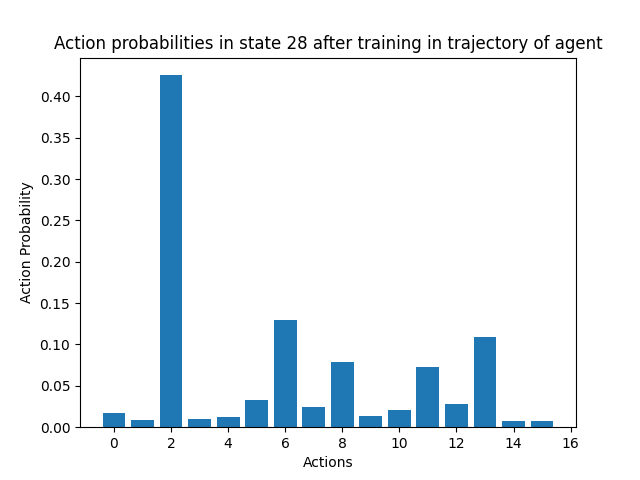 Action probabilities in state 28 after training in trajectory of agent
0.40
0.35
0.30
0.25
0.20
0.15
0.10
0.05
0.00
Action Probability
0 2 4 6 8 10 12 14 16
Actions